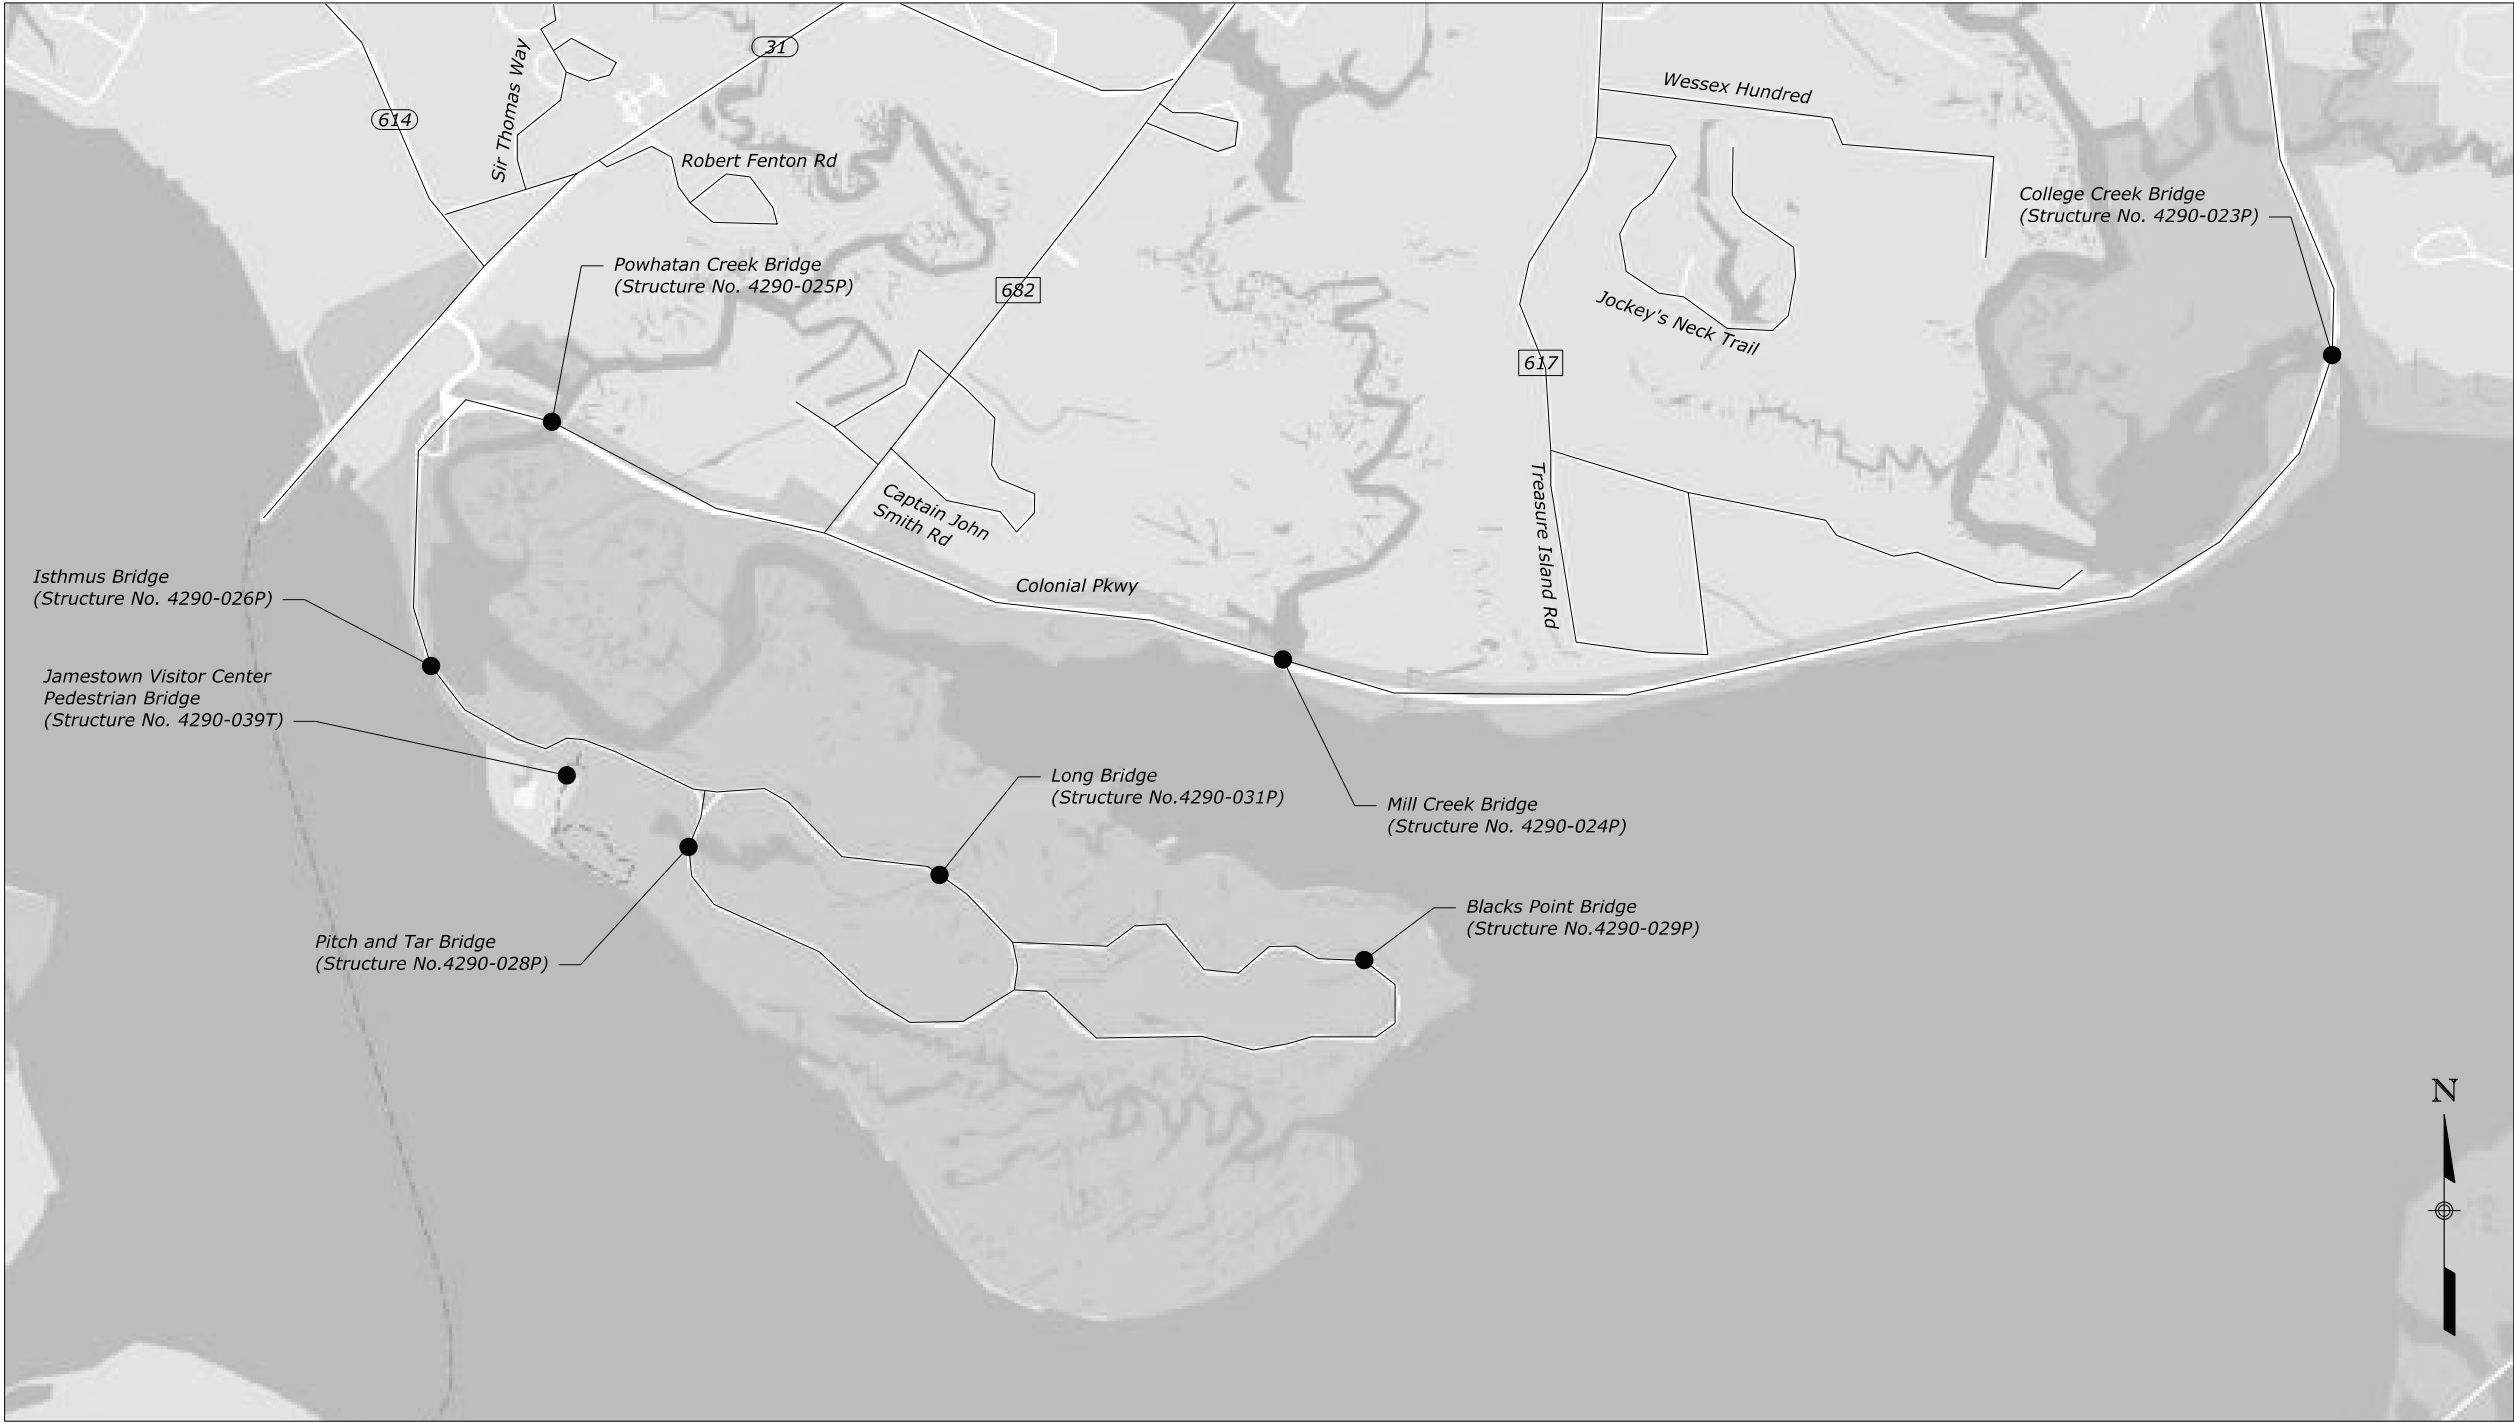 31
614
Sir Thomas Way
Wessex Hundred
Robert Fenton Rd
College Creek Bridge
(Structure No. 4290-023P)
Powhatan Creek Bridge
(Structure No. 4290-025P)
682
Jockey's Neck Trail
617
Captain John
Smith Rd
Treasure Island Rd
Isthmus Bridge
(Structure No. 4290-026P)
Colonial Pkwy
Jamestown Visitor Center
Pedestrian Bridge
(Structure No. 4290-039T)
Long Bridge
(Structure No.4290-031P)
Mill Creek Bridge
(Structure No. 4290-024P)
Blacks Point Bridge
(Structure No.4290-029P)
Pitch and Tar Bridge
(Structure No.4290-028P)
N